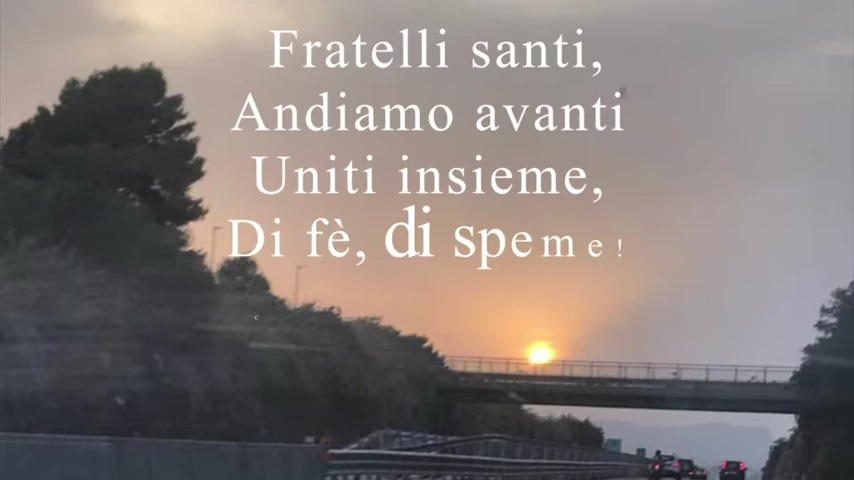 Fratelli santi,
Andiamo avanti
Uniti insieme,
Di fè, di speme!
c